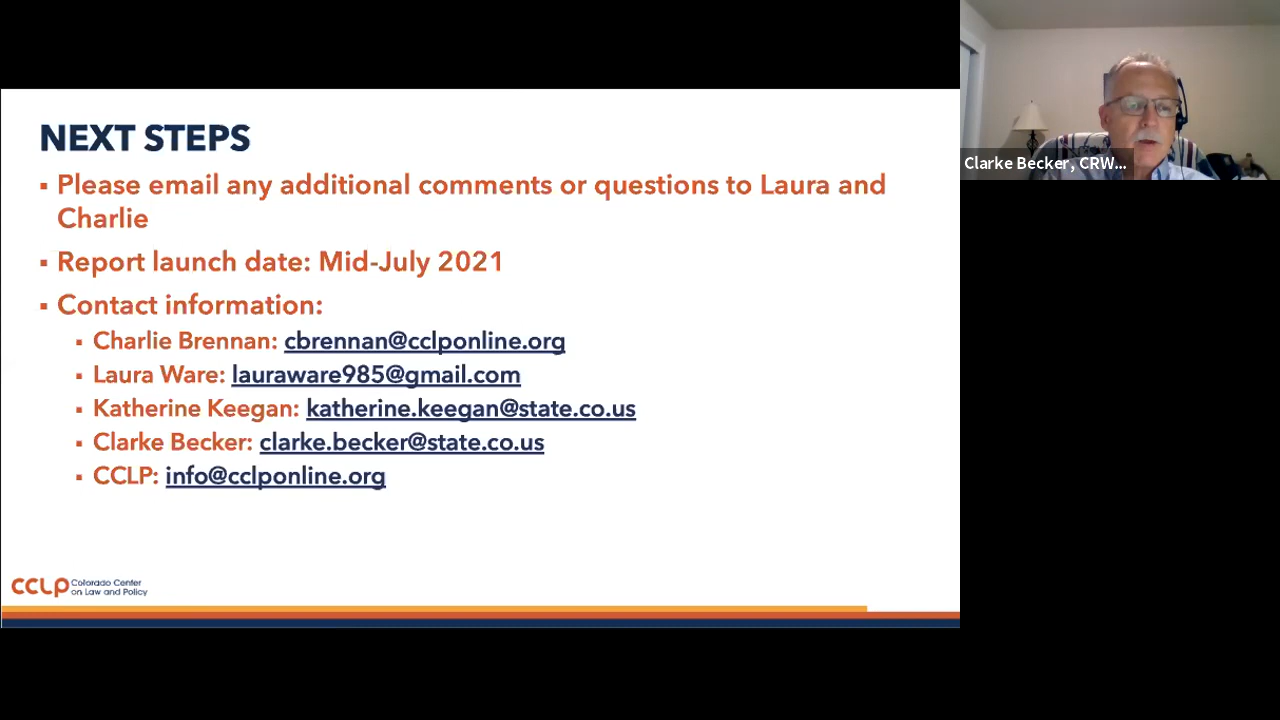 NEXT STEPS
▪ Please email any additional comments or questions to Laura and
Charlie
▪ Report launch date: Mid-July 2021
▪ Contact information:
▪ Charlie Brennan: cbrennan@cclponline.org
▪ Laura Ware: lauraware985@gmail.com
▪ Katherine Keegan: katherine.keegan@state.co.us
▪ Clarke Becker: clarke.becker@state.co.us
▪ CCLP: info@cclponline.org
CCLP
Colorado Center
on Law and Policy
Clarke Becker, CRW...